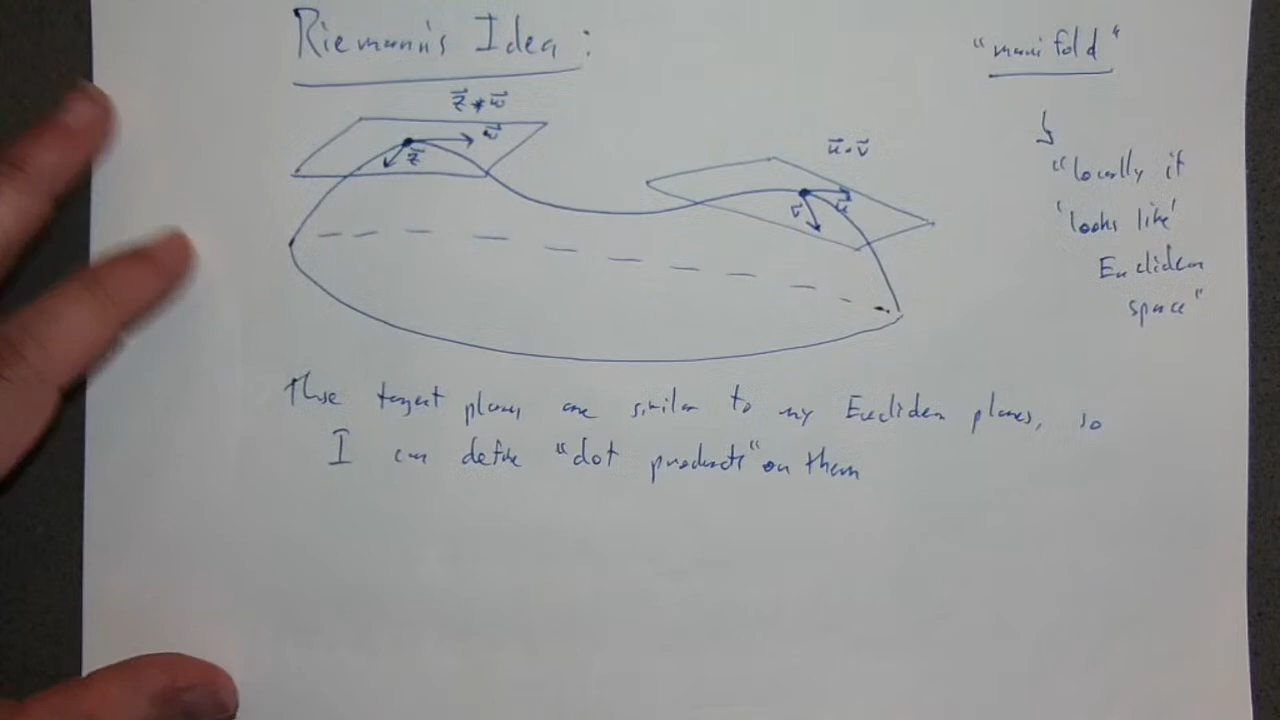 Riemann's Idea:
"manifold"
z⃗ * w⃗
w⃗
z⃗
u⃗ · v⃗
v⃗
u⃗
"locally it
'looks like'
Euclidean
space"
These tangent planes are similar to my Euclidean planes, so
I can define "dot products" on them